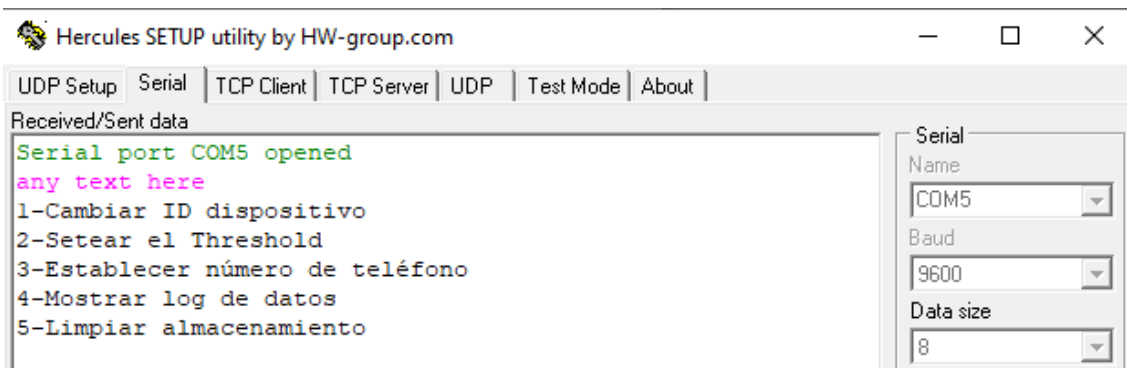 Hercules SETUP utility by HW-group.com
UDP Setup Serial TCP Client TCP Server UDP Test Mode About
Received/Sent data
Serial port COM5 opened
any text here
1-Cambiar ID dispositivo
2-Setear el Threshold
3-Establecer número de teléfono
4-Mostrar log de datos
5-Limpiar almacenamiento
Serial
Name
COM5
Baud
9600
Data size
8